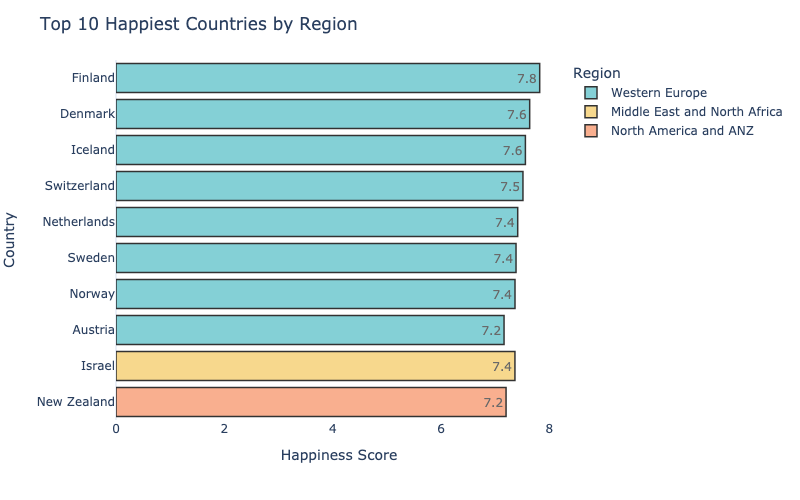 Top 10 Happiest Countries by Region
Region
Western Europe
Middle East and North Africa
North America and ANZ
Country
Finland 7.8
Denmark 7.6
Iceland 7.6
Switzerland 7.5
Netherlands 7.4
Sweden 7.4
Norway 7.4
Austria 7.2
Israel 7.4
New Zealand 7.2
0 2 4 6 8
Happiness Score